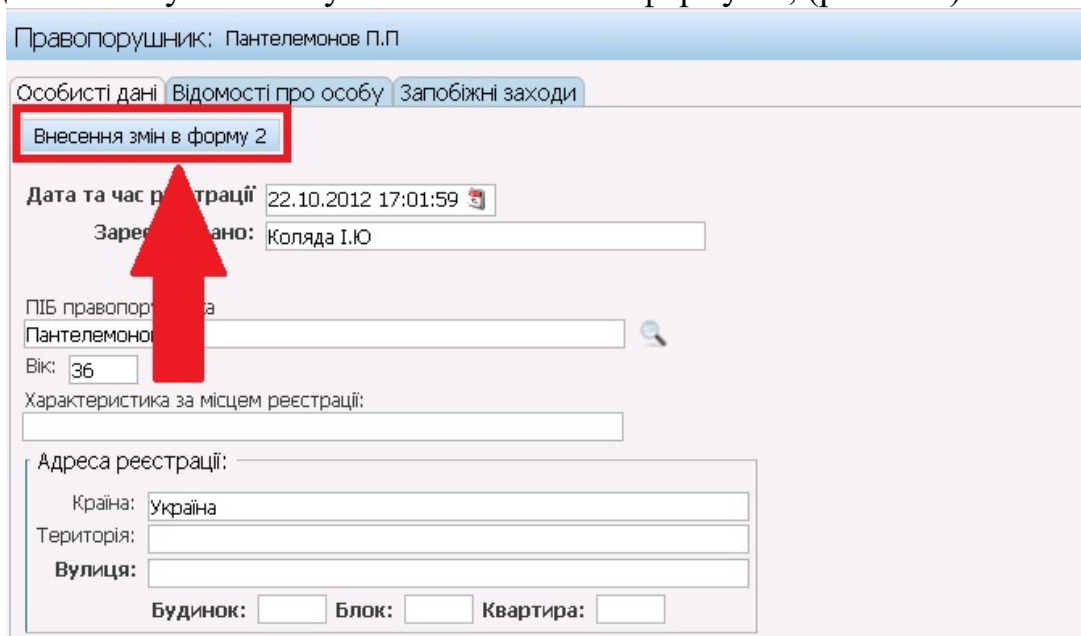 Правопорушник: Пантелемонов П.П
Особисті дані Відомості про особу Запобіжні заходи
Внесення змін в форму 2
Дата та час 22.10.2012 17:01:59
Коляда І.Ю
ПІБ
Вік: 36
Характеристика за місцем реєстрації:
Адреса реєстрації:
Країна: Україна
Територія:
Вулиця:
Будинок: Блок: Квартира: